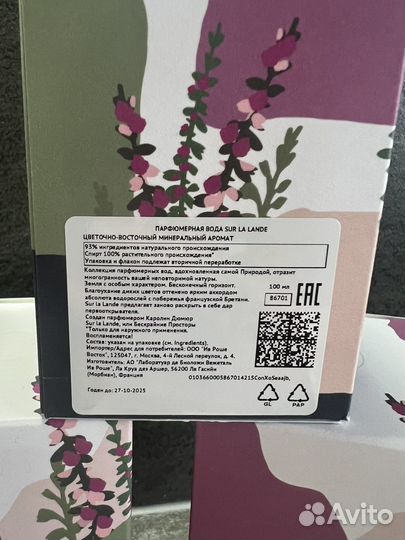 ПАРФЮМЕРНАЯ ВОДА SUR LA LANDE
ЦВЕТОЧНО-ВОСТОЧНЫЙ МИНЕРАЛЬНЫЙ АРОМАТ
93% ингредиентов натурального происхождения
Спирт 100% растительного происхождения*
Упаковка и флакон подлежат вторичной переработке
Коллекция парфюмерных вод, вдохновленная самой Природой, отразит
многогранность вашей неповторимой натуры.
Земля с особым характером. Бесконечный горизонт.
Благоухание диких цветов оттенено ярким аккордом
абсолюта водорослей с побережья французской Бретани.
Sur la Lande предлагает раскрыть в себе дар
первооткрывателя.
Создан парфюмером Каролин Дюмюр
Sur la Lande, или Бескрайние Просторы
*Только для наружного применения.
Воспламеняется!
Состав: указан на упаковке (см. Ingredients).
Импортер/Адрес для потребителей: ООО "Ив Роше
Восток", 125047, г. Москва, 4-й Лесной переулок, д. 4.
Изготовитель: АО "Лаборатуар де Биоложи Вежеталь
Ив Роше", Ла Круа дез Аршер, 56200 Ля Гасийи
(Морбиан), Франция
Годен до: 27-10-2025
100 мл
86701
EAC
0103660005867014215ConXoSeaajb,
GL
PAP
Avito